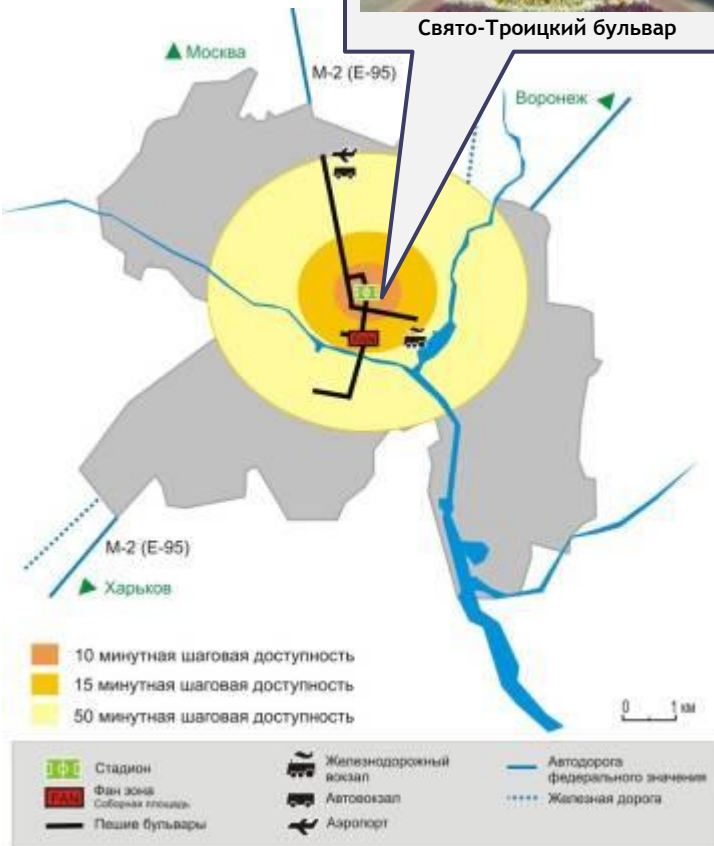 Свято-Троицкий бульвар
Москва
М-2 (Е-95)
Воронеж
FAN
М-2 (Е-95)
Харьков
10 минутная шаговая доступность
15 минутная шаговая доступность
50 минутная шаговая доступность
0 1 км
Стадион
FAN
Фан зона
Соборная площадь
Пешие бульвары
Железнодорожный
вокзал
Автовокзал
Аэропорт
Автодорога
федерального значения
Железная дорога